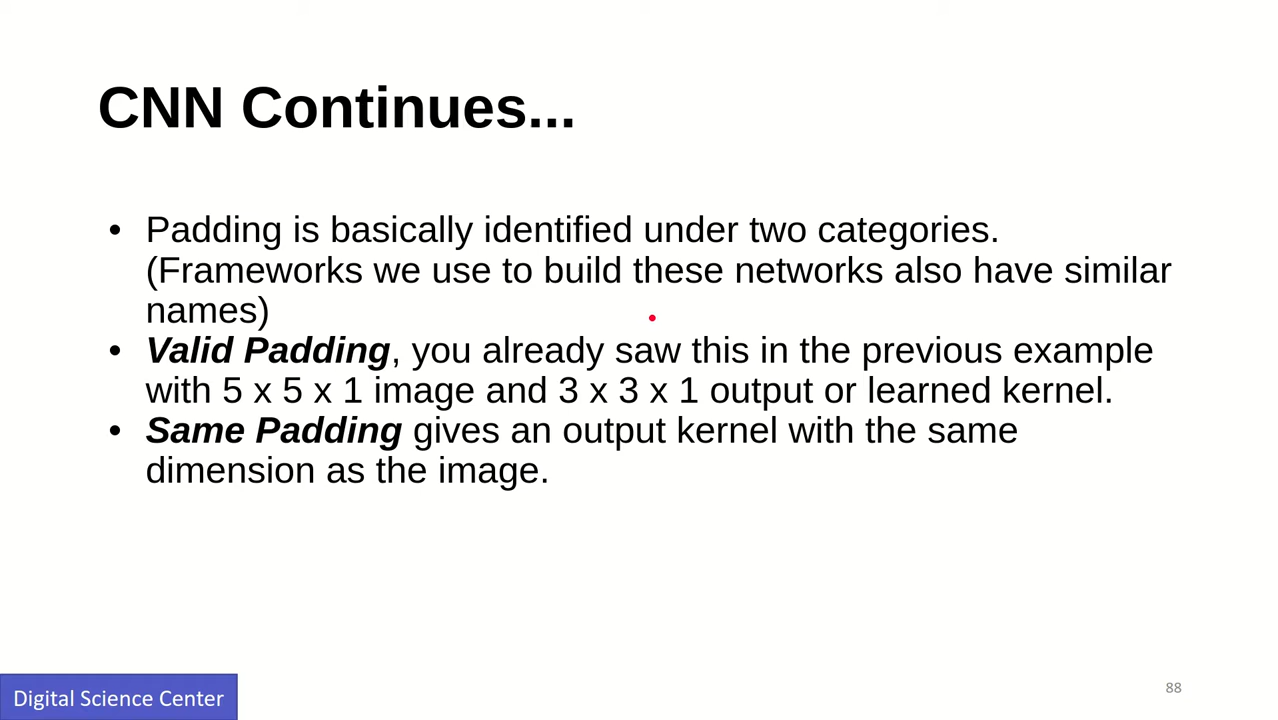 CNN Continues...
• Padding is basically identified under two categories.
(Frameworks we use to build these networks also have similar
names)
• Valid Padding, you already saw this in the previous example
with 5 x 5 x 1 image and 3 x 3 x 1 output or learned kernel.
• Same Padding gives an output kernel with the same
dimension as the image.
Digital Science Center
88